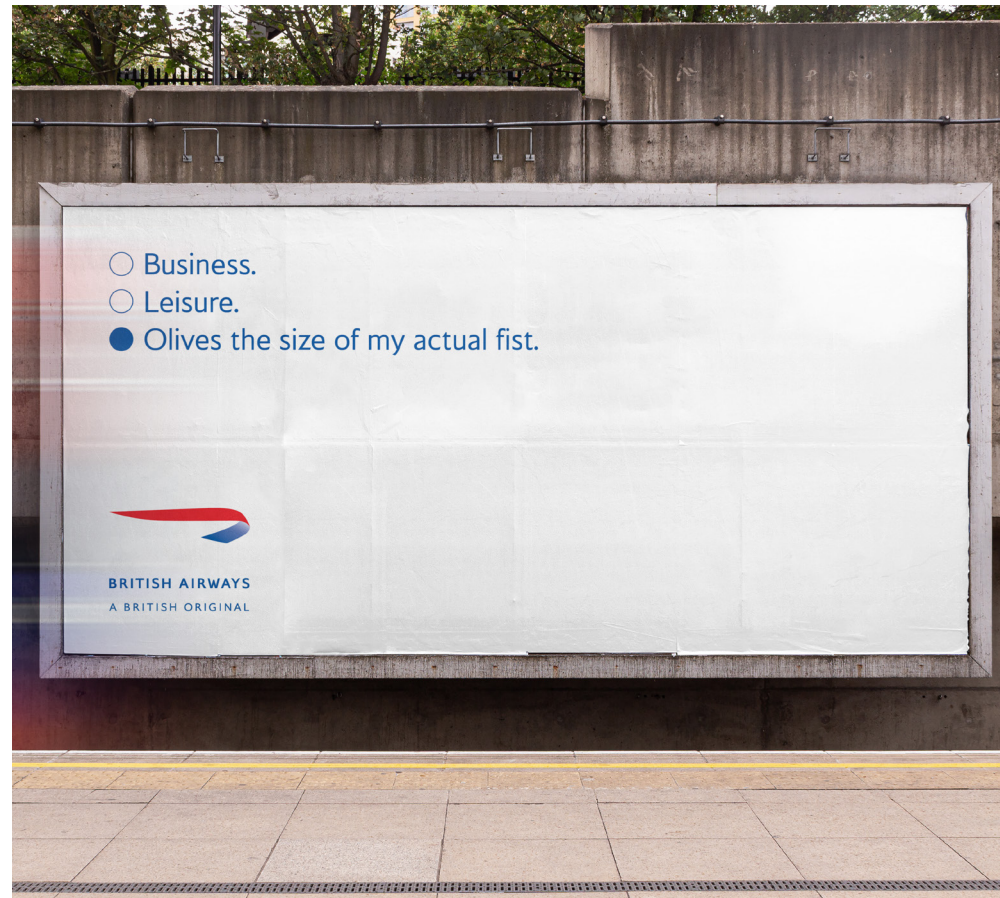 Business.
Leisure.
Olives the size of my actual fist.
BRITISH AIRWAYS
A BRITISH ORIGINAL